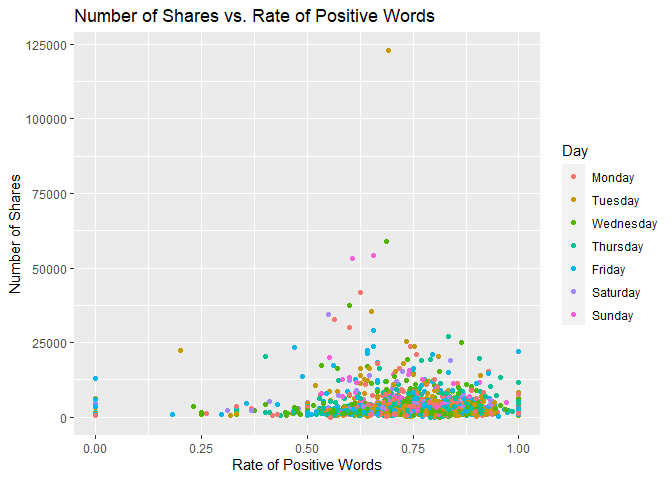 Number of Shares vs. Rate of Positive Words
125000
100000
75000
50000
25000
0
Number of Shares
0.00 0.25 0.50 0.75 1.00
Rate of Positive Words
Day
Monday
Tuesday
Wednesday
Thursday
Friday
Saturday
Sunday